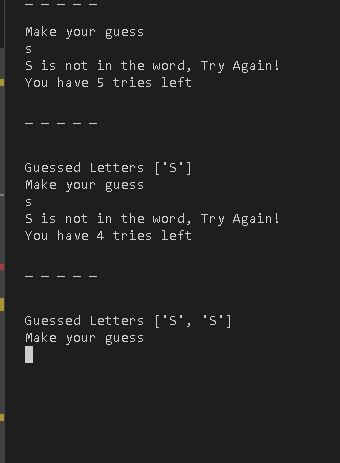 _ _ _ _ _
Make your guess
s
S is not in the word, Try Again!
You have 5 tries left
_ _ _ _ _
Guessed Letters ['S']
Make your guess
s
S is not in the word, Try Again!
You have 4 tries left
_ _ _ _ _
Guessed Letters ['S', 'S']
Make your guess